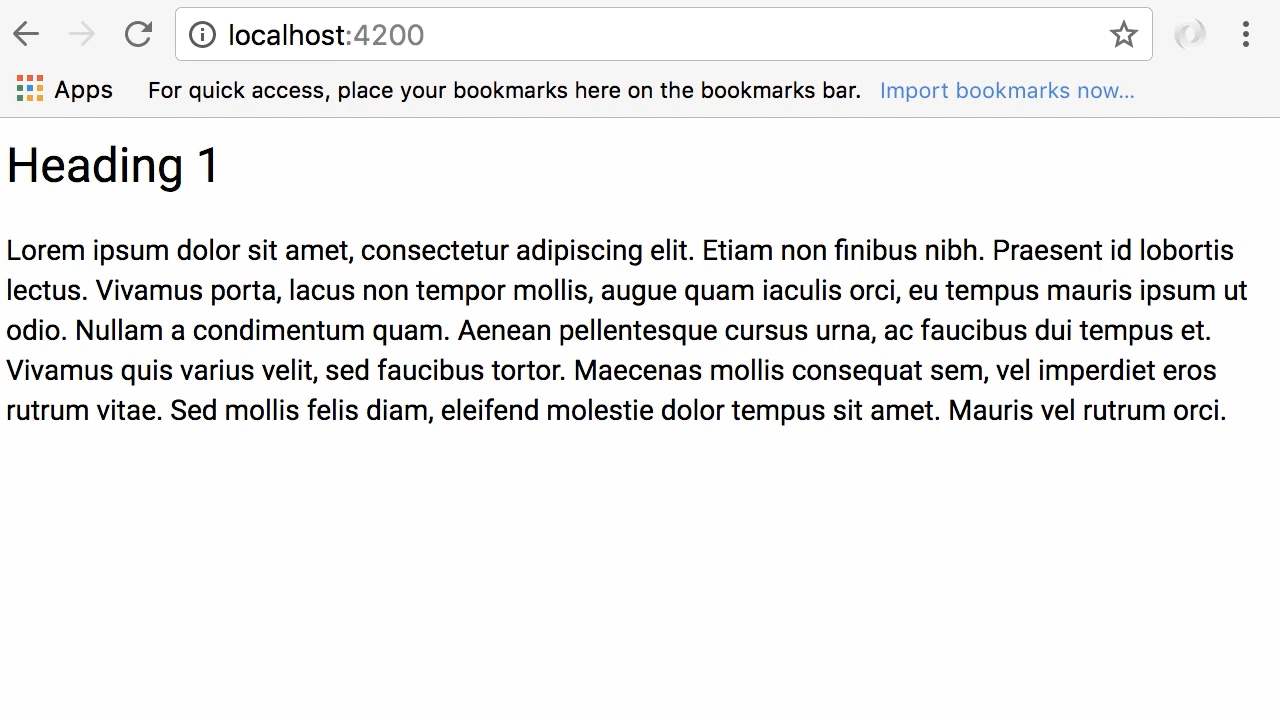 localhost:4200
Apps For quick access, place your bookmarks here on the bookmarks bar. Import bookmarks now...
Heading 1
Lorem ipsum dolor sit amet, consectetur adipiscing elit. Etiam non finibus nibh. Praesent id lobortis
lectus. Vivamus porta, lacus non tempor mollis, augue quam iaculis orci, eu tempus mauris ipsum ut
odio. Nullam a condimentum quam. Aenean pellentesque cursus urna, ac faucibus dui tempus et.
Vivamus quis varius velit, sed faucibus tortor. Maecenas mollis consequat sem, vel imperdiet eros
rutrum vitae. Sed mollis felis diam, eleifend molestie dolor tempus sit amet. Mauris vel rutrum orci.